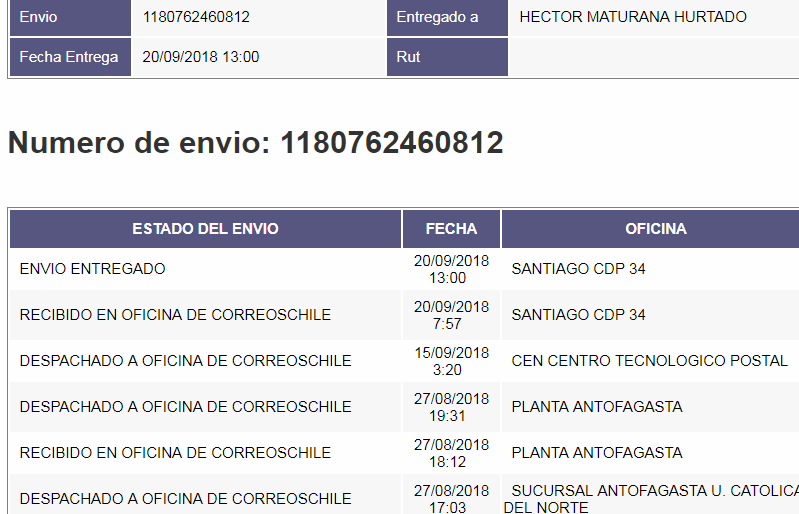 Envio 1180762460812 Entregado a HECTOR MATURANA HURTADO
Fecha Entrega 20/09/2018 13:00 Rut
Numero de envio: 1180762460812
ESTADO DEL ENVIO FECHA OFICINA
ENVIO ENTREGADO 20/09/2018 13:00 SANTIAGO CDP 34
RECIBIDO EN OFICINA DE CORREOSCHILE 20/09/2018 7:57 SANTIAGO CDP 34
DESPACHADO A OFICINA DE CORREOSCHILE 15/09/2018 3:20 CEN CENTRO TECNOLOGICO POSTAL
DESPACHADO A OFICINA DE CORREOSCHILE 27/08/2018 19:31 PLANTA ANTOFAGASTA
RECIBIDO EN OFICINA DE CORREOSCHILE 27/08/2018 18:12 PLANTA ANTOFAGASTA
DESPACHADO A OFICINA DE CORREOSCHILE 27/08/2018 17:03 SUCURSAL ANTOFAGASTA U. CATOLICA DEL NORTE